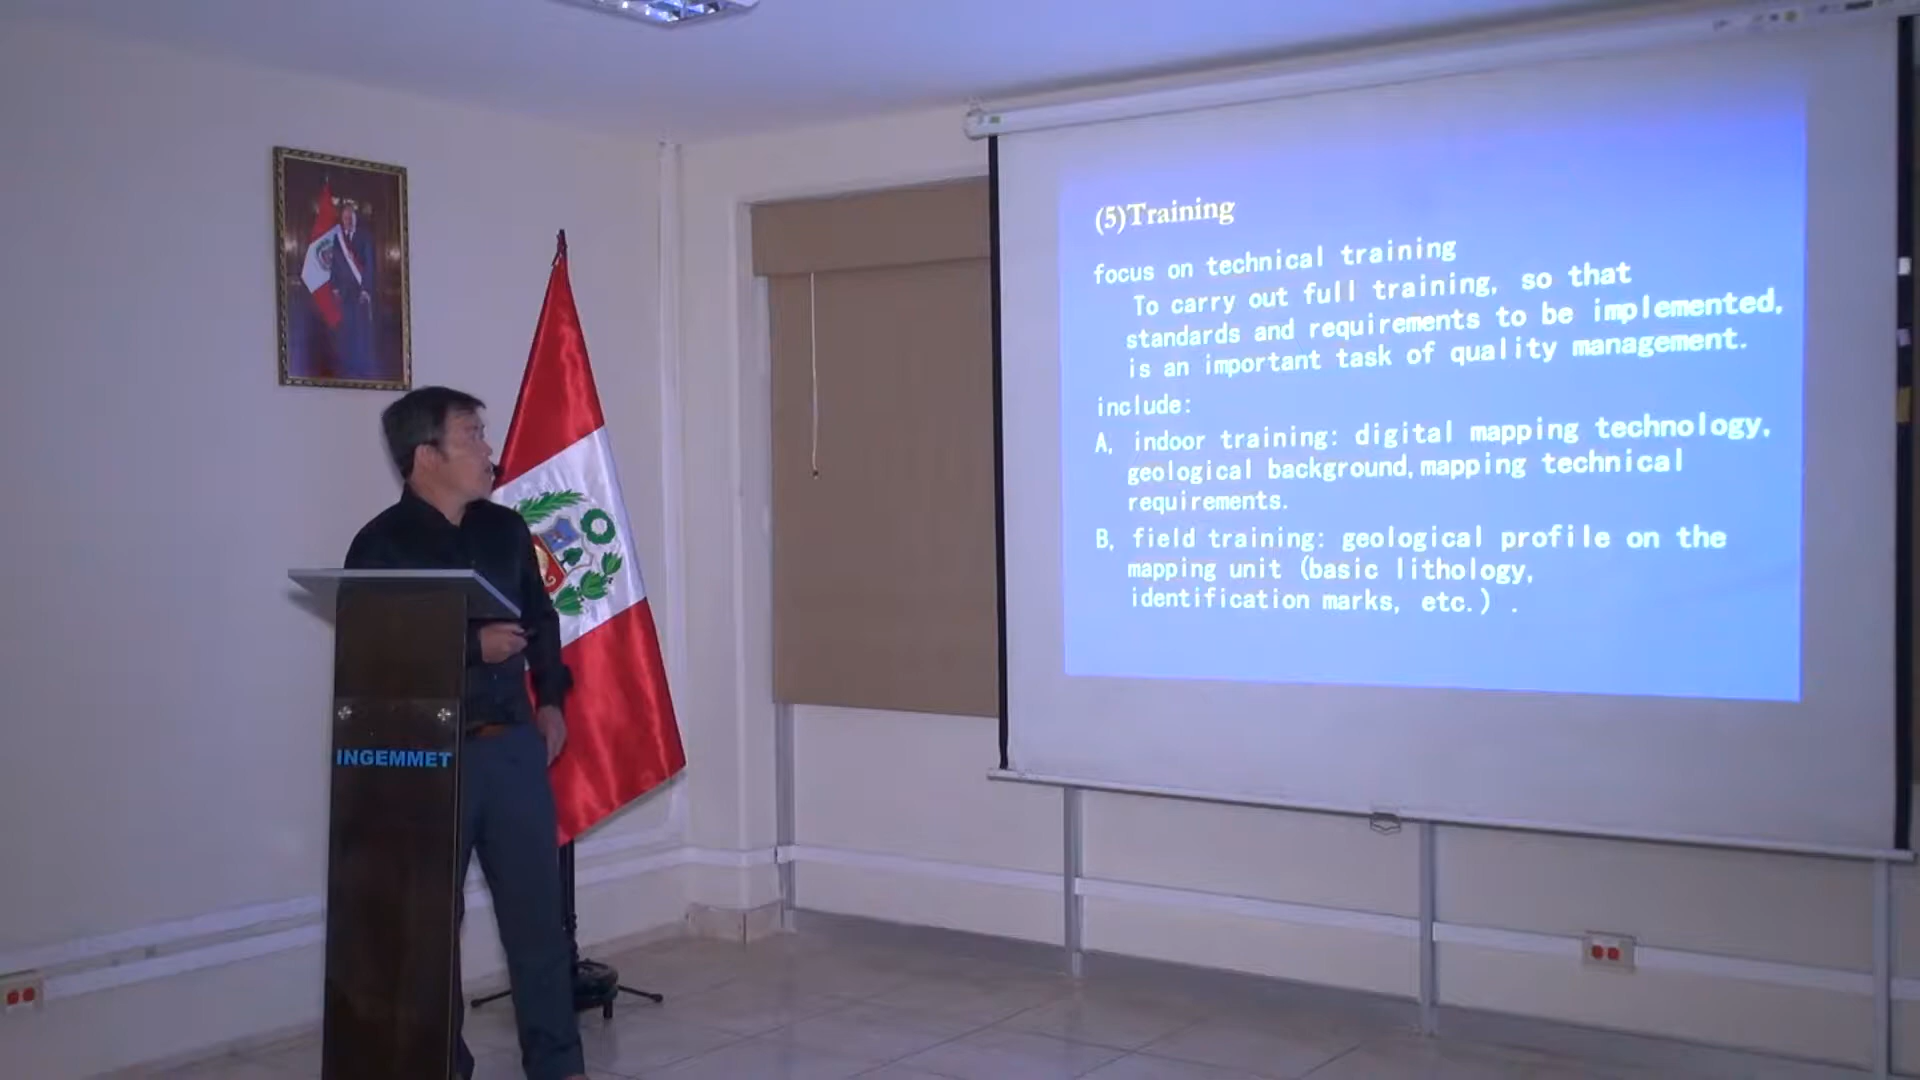 (5)Training
focus on technical training
To carry out full training, so that
standards and requirements to be implemented,
is an important task of quality management.
include:
A, indoor training: digital mapping technology,
geological background, mapping technical
requirements.
B, field training: geological profile on the
mapping unit (basic lithology,
identification marks, etc.) .
INGEMMET